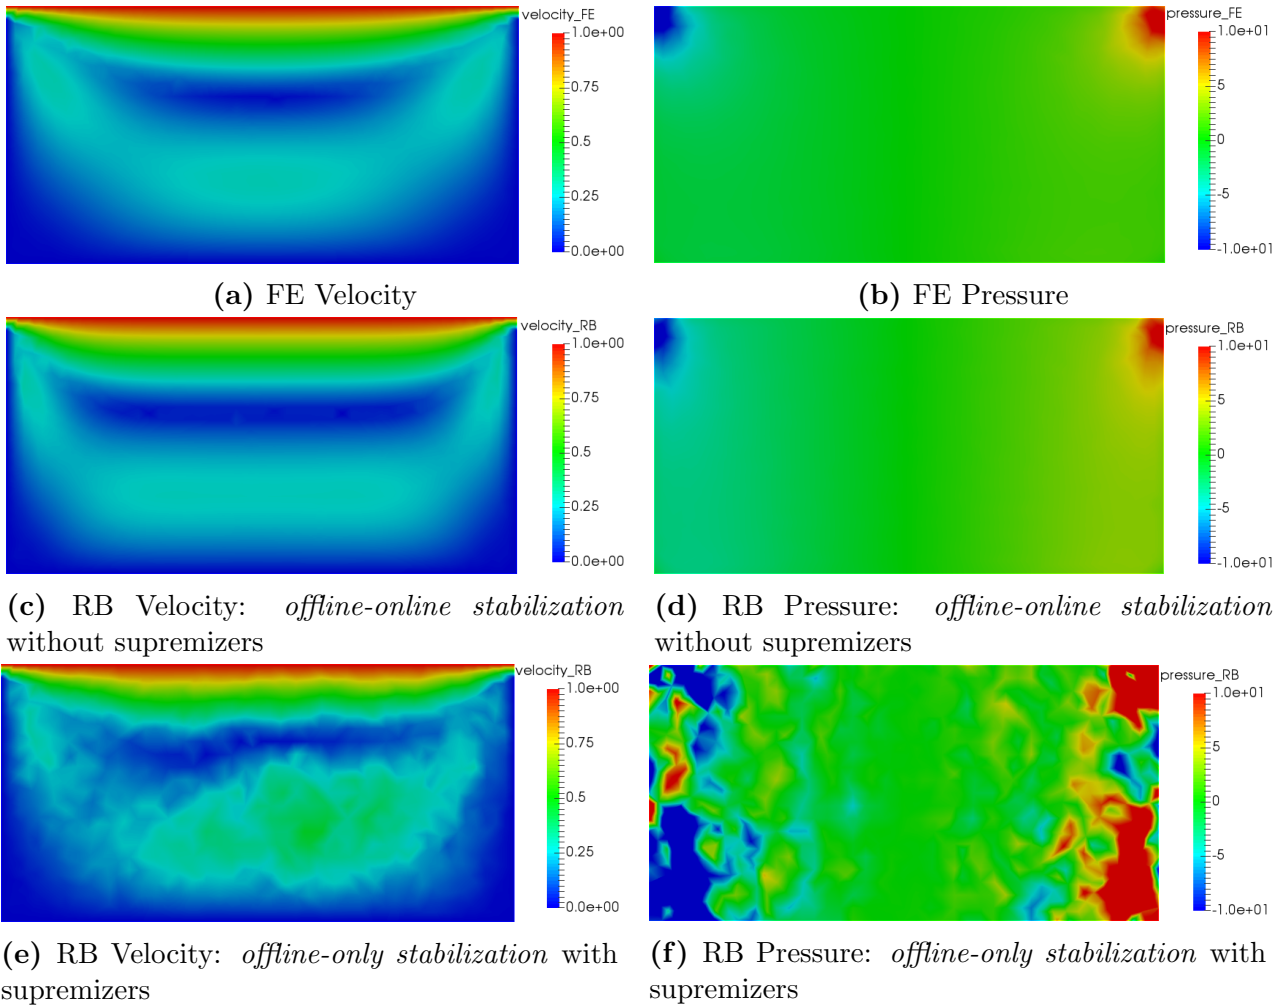 velocity_FE
1.0e+00
0.75
0.5
0.25
0.0e+00
pressure_FE
1.0e+01
5
0
-5
-1.0e+01
(a) FE Velocity
(b) FE Pressure
velocity_RB
1.0e+00
0.75
0.5
0.25
0.0e+00
pressure_RB
1.0e+01
5
0
-5
-1.0e+01
(c) RB Velocity: offline-online stabilization
without supremizers
(d) RB Pressure: offline-online stabilization
without supremizers
velocity_RB
1.0e+00
0.75
0.5
0.25
0.0e+00
pressure_RB
1.0e+01
5
0
-5
-1.0e+01
(e) RB Velocity: offline-only stabilization with
supremizers
(f) RB Pressure: offline-only stabilization with
supremizers